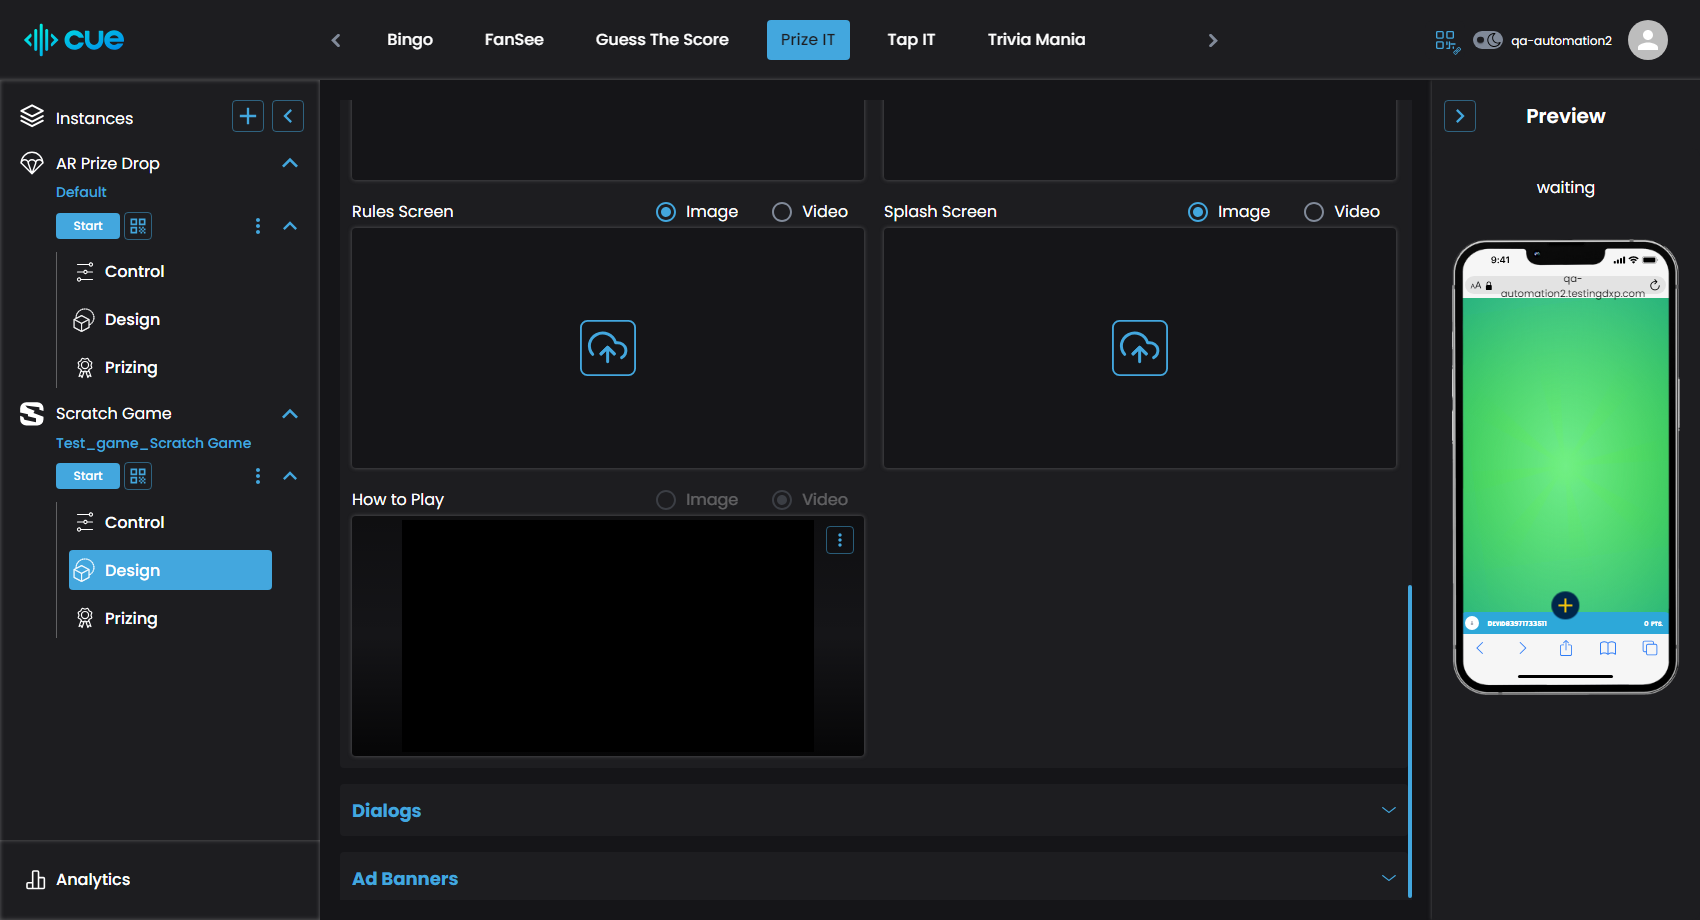 cue
Bingo
FanSee
Guess The Score
Prize IT
Tap IT
Trivia Mania
qa-automation2
Instances
AR Prize Drop
Default
Start
Control
Design
Prizing
Scratch Game
Test_game_Scratch Game
Start
Control
Design
Prizing
Analytics
Rules Screen
Image
Video
Splash Screen
Image
Video
How to Play
Image
Video
Dialogs
Ad Banners
Preview
waiting
9:41
AA
qa-
automation2.testingdxp.com
0 PTS.